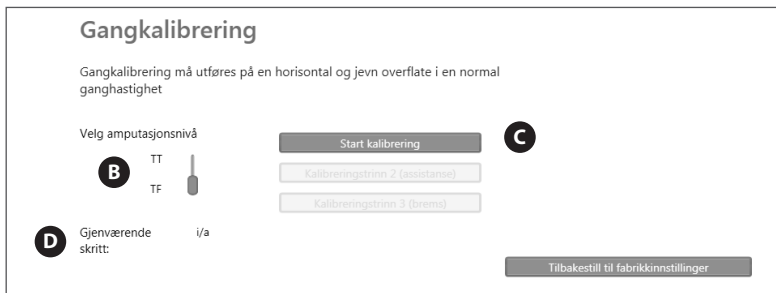 Gangkalibrering
Gangkalibrering må utføres på en horisontal og jevn overflate i en normal
ganghastighet
Velg amputasjonsnivå
Start kalibrering
C
TT
B
Kalibreringstrinn 2 (assistanse)
TF
Kalibreringstrinn 3 (brems)
D
Gjenværende i/a
skritt:
Tilbakestill til fabrikkinnstillinger